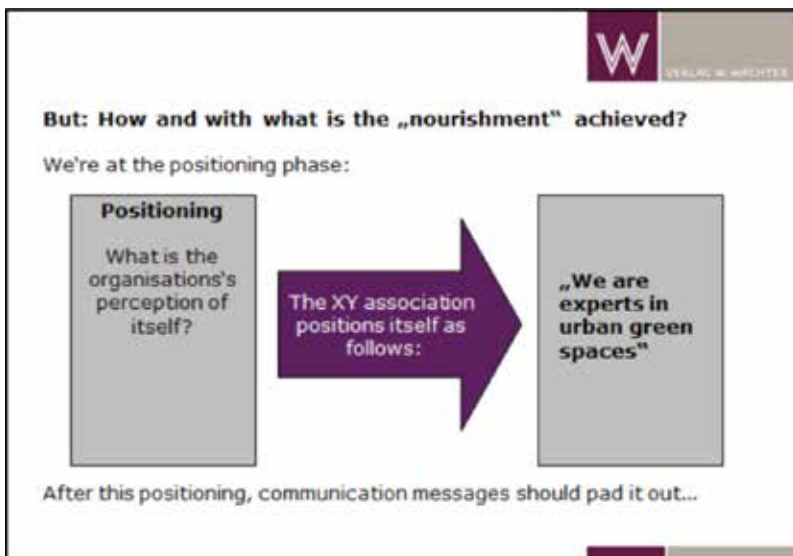 W
VERLAG W. WÄCHTER
But: How and with what is the „nourishment“ achieved?
We're at the positioning phase:
Positioning
What is the
organisations's
perception of
itself?
The XY association
positions itself as
follows:
„We are
experts in
urban green
spaces“
After this positioning, communication messages should pad it out...